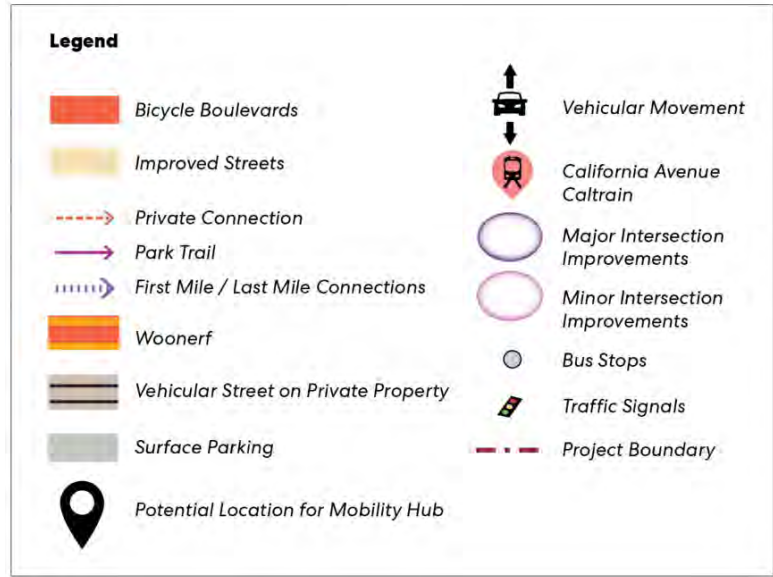 Legend
Bicycle Boulevards
Improved Streets
Private Connection
Park Trail
First Mile / Last Mile Connections
Woonerf
Vehicular Street on Private Property
Surface Parking
Potential Location for Mobility Hub
Vehicular Movement
California Avenue
Caltrain
Major Intersection
Improvements
Minor Intersection
Improvements
Bus Stops
Traffic Signals
Project Boundary